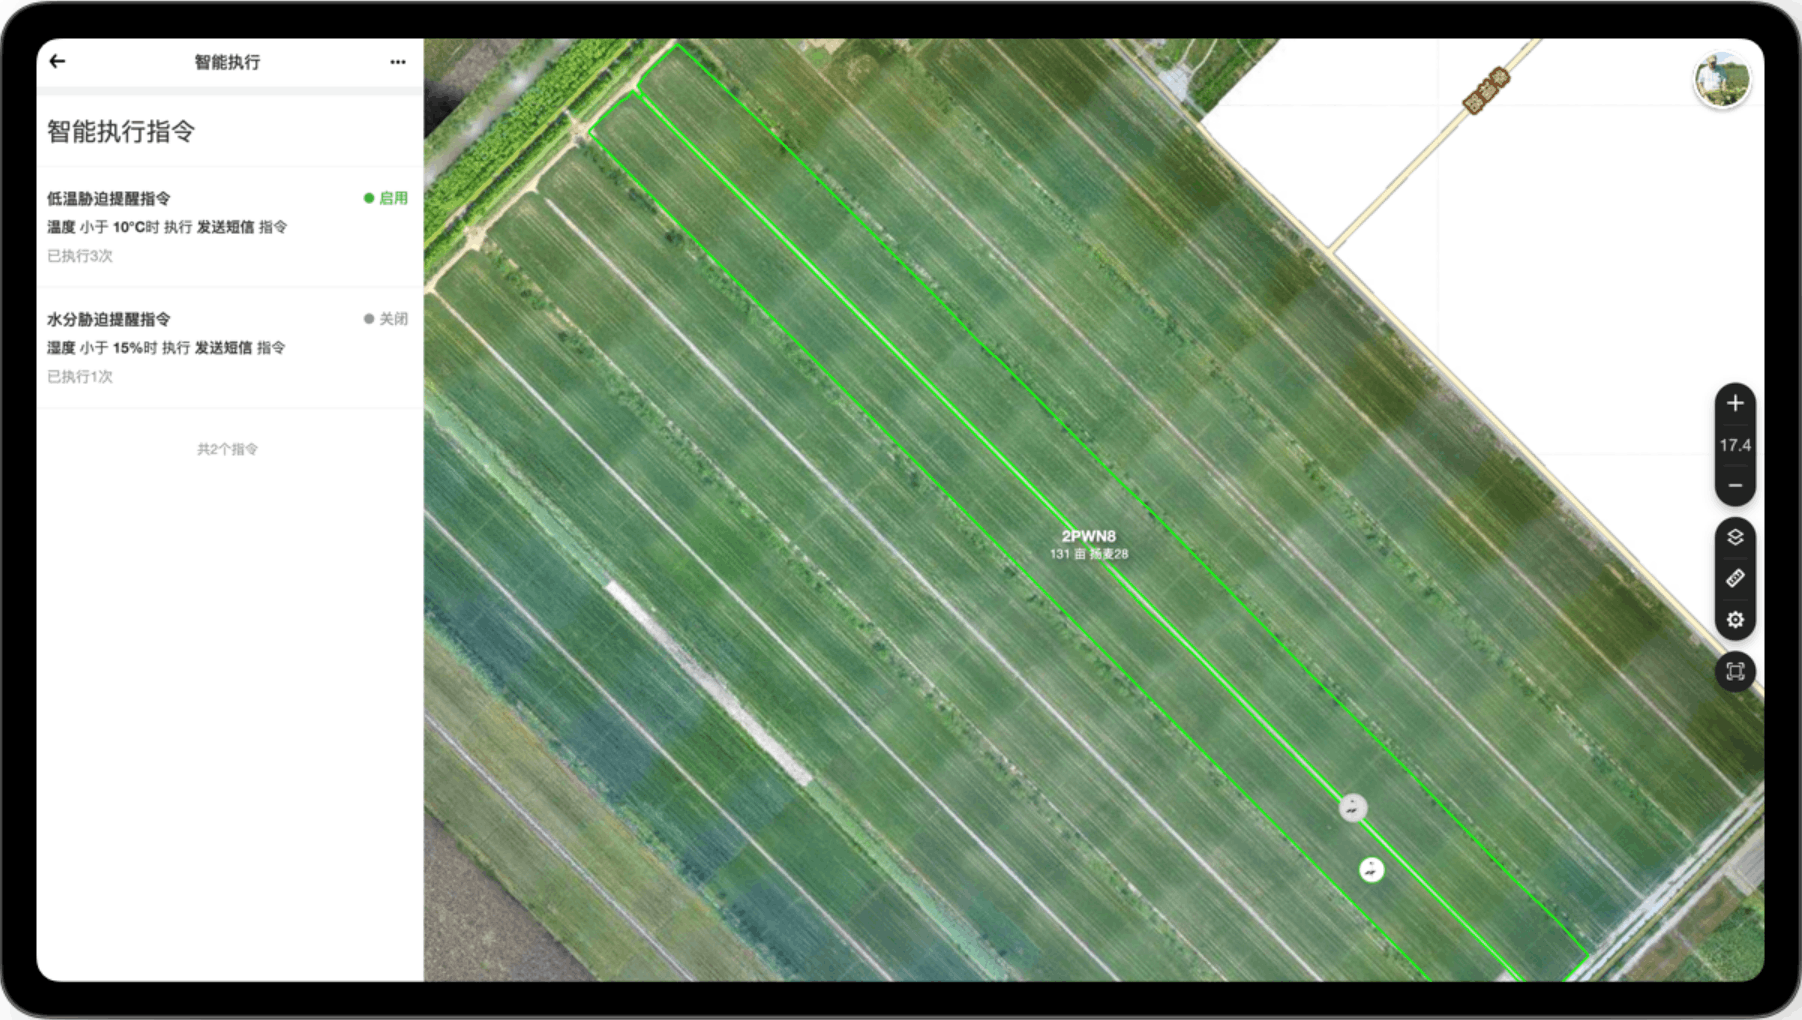 智能执行
智能执行指令
低温胁迫提醒指令
启用
温度 小于 10°C时 执行 发送短信 指令
已执行3次
水分胁迫提醒指令
关闭
湿度 小于 15%时 执行 发送短信 指令
已执行1次
共2个指令
幸福路
17.4
2PWN8
131 亩 扬麦28